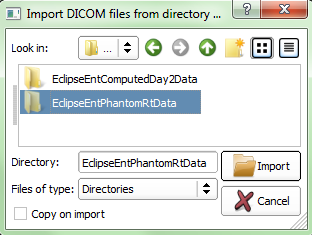 Import DICOM files from directory ...
Look in: ...
EclipseEntComputedDay2Data
EclipseEntPhantomRtData
Directory: EclipseEntPhantomRtData Import
Files of type: Directories Cancel
Copy on import